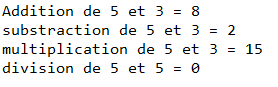 Addition de 5 et 3 = 8
substraction de 5 et 3 = 2
multiplication de 5 et 3 = 15
division de 5 et 5 = 0